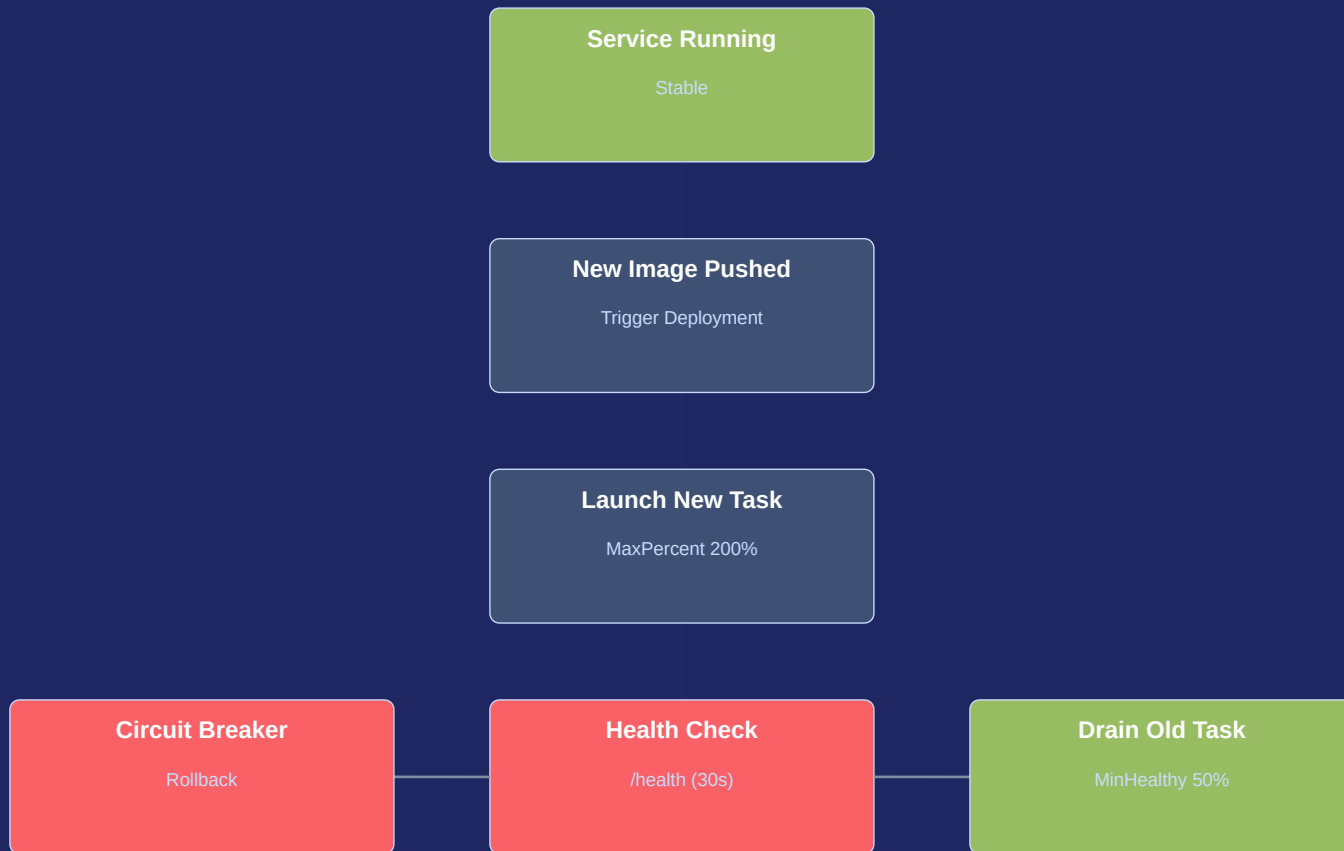 Service Running
Stable
New Image Pushed
Trigger Deployment
Launch New Task
MaxPercent 200%
Circuit Breaker
Rollback
Health Check
/health (30s)
Drain Old Task
MinHealthy 50%